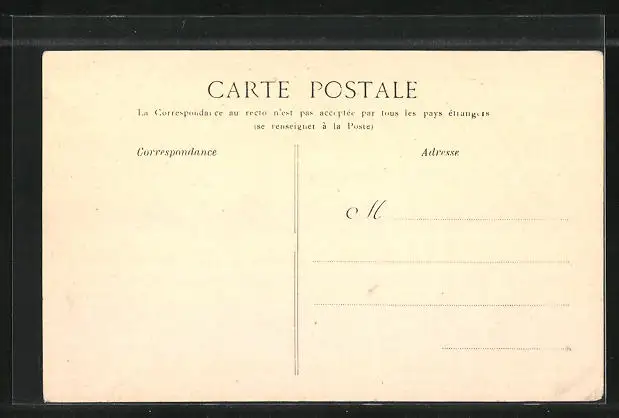 CARTE POSTALE
La Correspondance au recto n'est pas acceptée par tous les pays étrangers
(se renseigner à la Poste)
Correspondance
Adresse
M